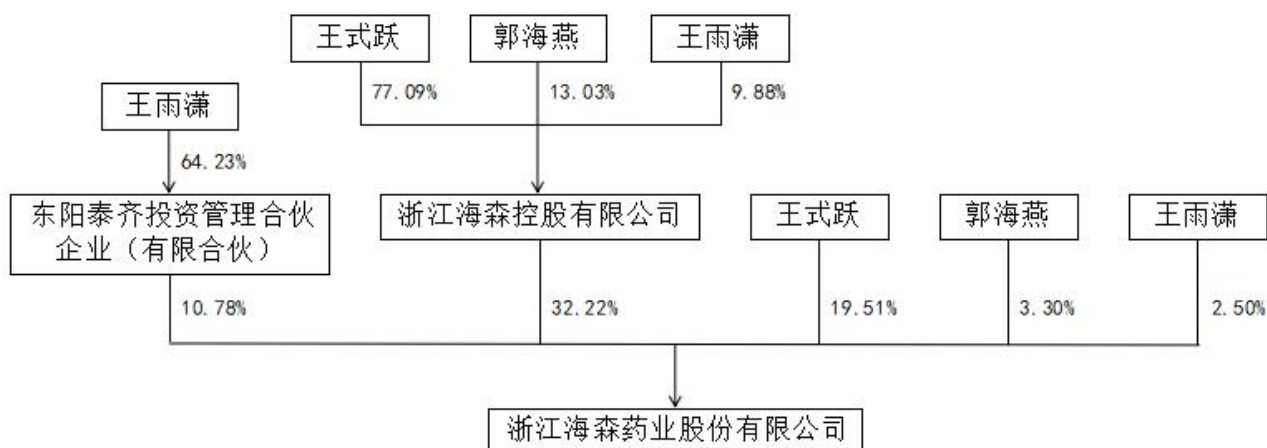 王式跃
郭海燕
王雨潇
77.09%
13.03%
9.88%
王雨潇
64.23%
东阳泰齐投资管理合伙
企业（有限合伙）
浙江海森控股有限公司
王式跃
郭海燕
王雨潇
10.78%
32.22%
19.51%
3.30%
2.50%
浙江海森药业股份有限公司